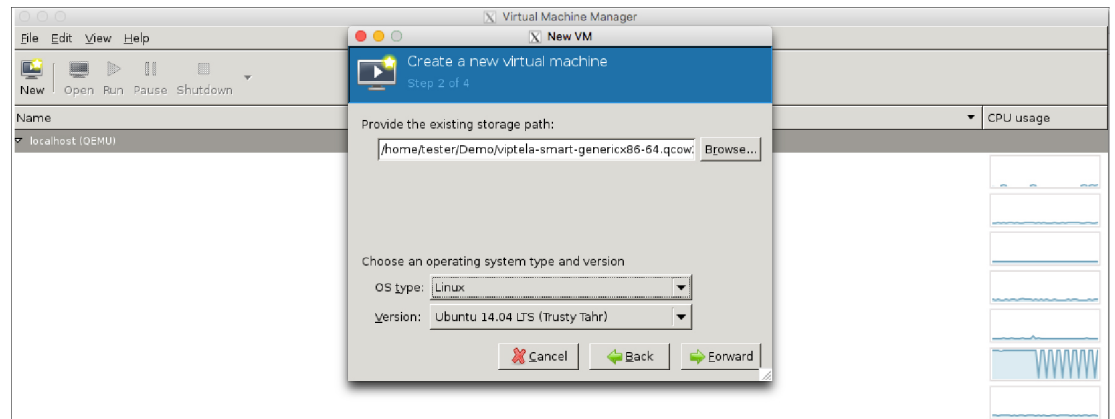 Virtual Machine Manager
File Edit View Help
New Open Run Pause Shutdown
Name CPU usage
localhost (QEMU)
New VM
Create a new virtual machine
Step 2 of 4
Provide the existing storage path:
/home/tester/Demo/viptela-smart-genericx86-64.qcow Browse...
Choose an operating system type and version
OS type: Linux
Version: Ubuntu 14.04 LTS (Trusty Tahr)
Cancel Back Forward